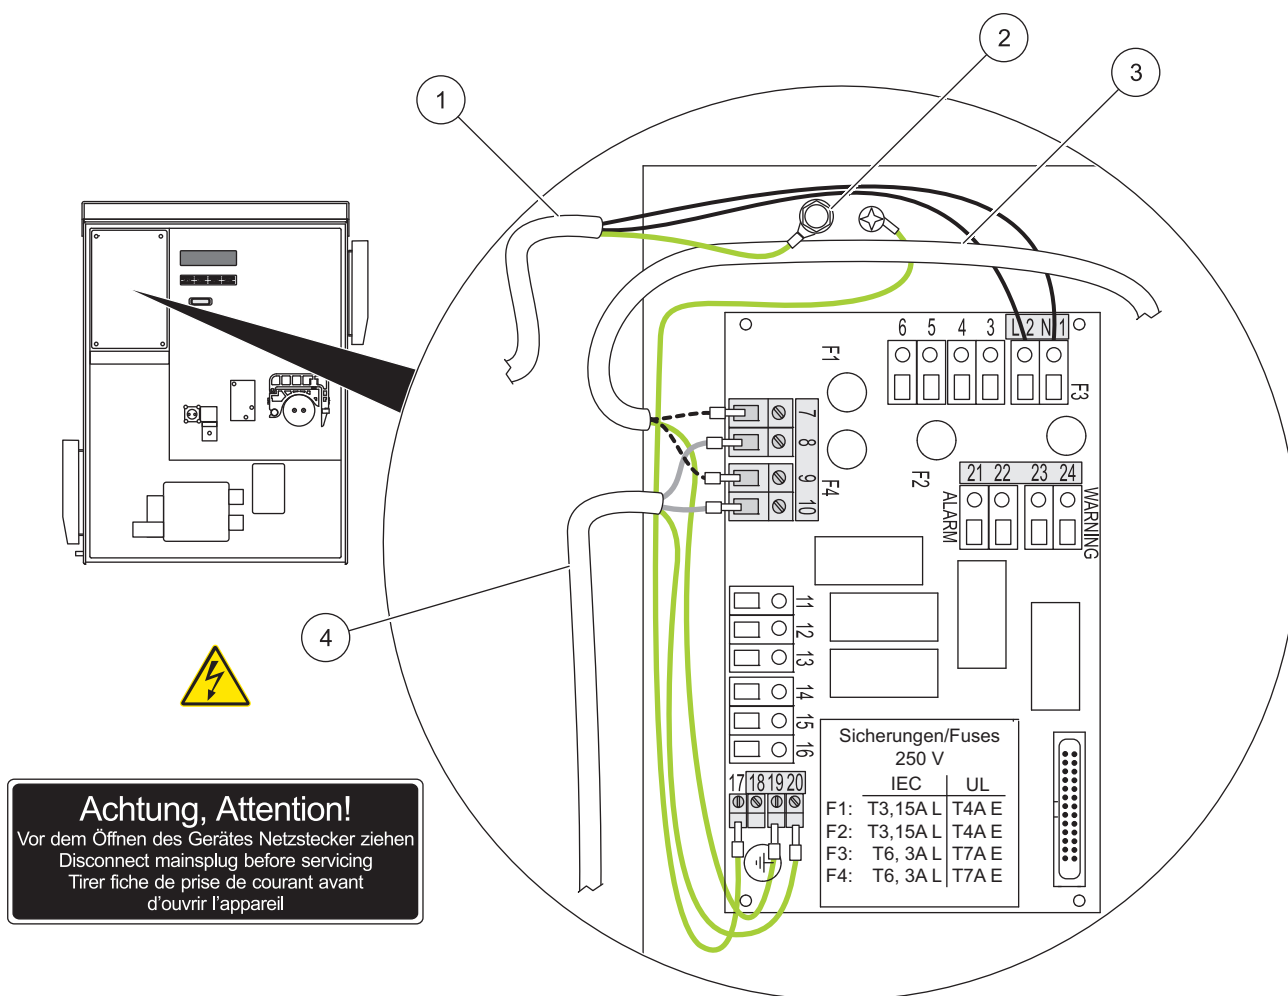 1
2
3
4
6 5 4 3 L 2 N 1
F1
F3
7
8
9
10
F4
F2
21 22 23 24
ALARM
WARNING
11
12
13
14
15
16
17 18 19 20
Sicherungen/Fuses
250 V
IEC UL
F1: T3,15A L T4A E
F2: T3,15A L T4A E
F3: T6, 3A L T7A E
F4: T6, 3A L T7A E
Achtung, Attention!
Vor dem Öffnen des Gerätes Netzstecker ziehen
Disconnect mainsplug before servicing
Tirer fiche de prise de courant avant
d'ouvrir l'appareil